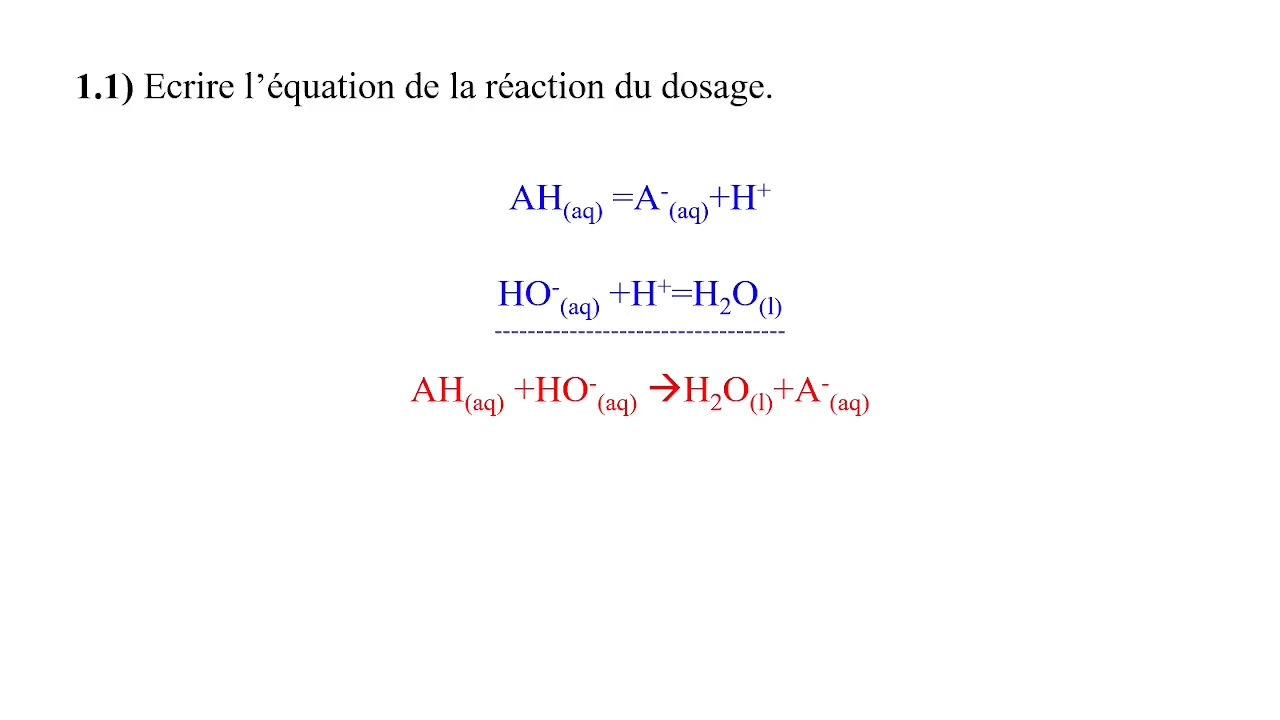 1.1) Ecrire l’équation de la réaction du dosage.
AH(aq) =A-(aq)+H+
HO-(aq) +H+=H2O(l)
-----------------------------------
AH(aq) +HO-(aq) →H2O(l)+A-(aq)